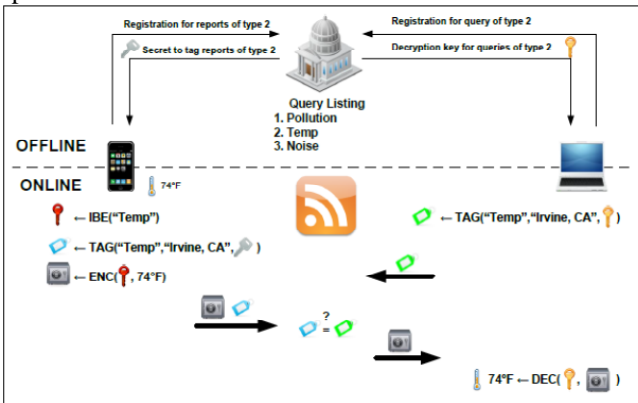 Registration for reports of type 2
Registration for query of type 2
Secret to tag reports of type 2
Decryption key for queries of type 2
Query Listing
1. Pollution
2. Temp
3. Noise
OFFLINE
ONLINE
74°F
← IBE("Temp")
← TAG("Temp","Irvine, CA", )
← TAG("Temp","Irvine, CA", )
← ENC( , 74°F)
?
=
74°F ← DEC( , )